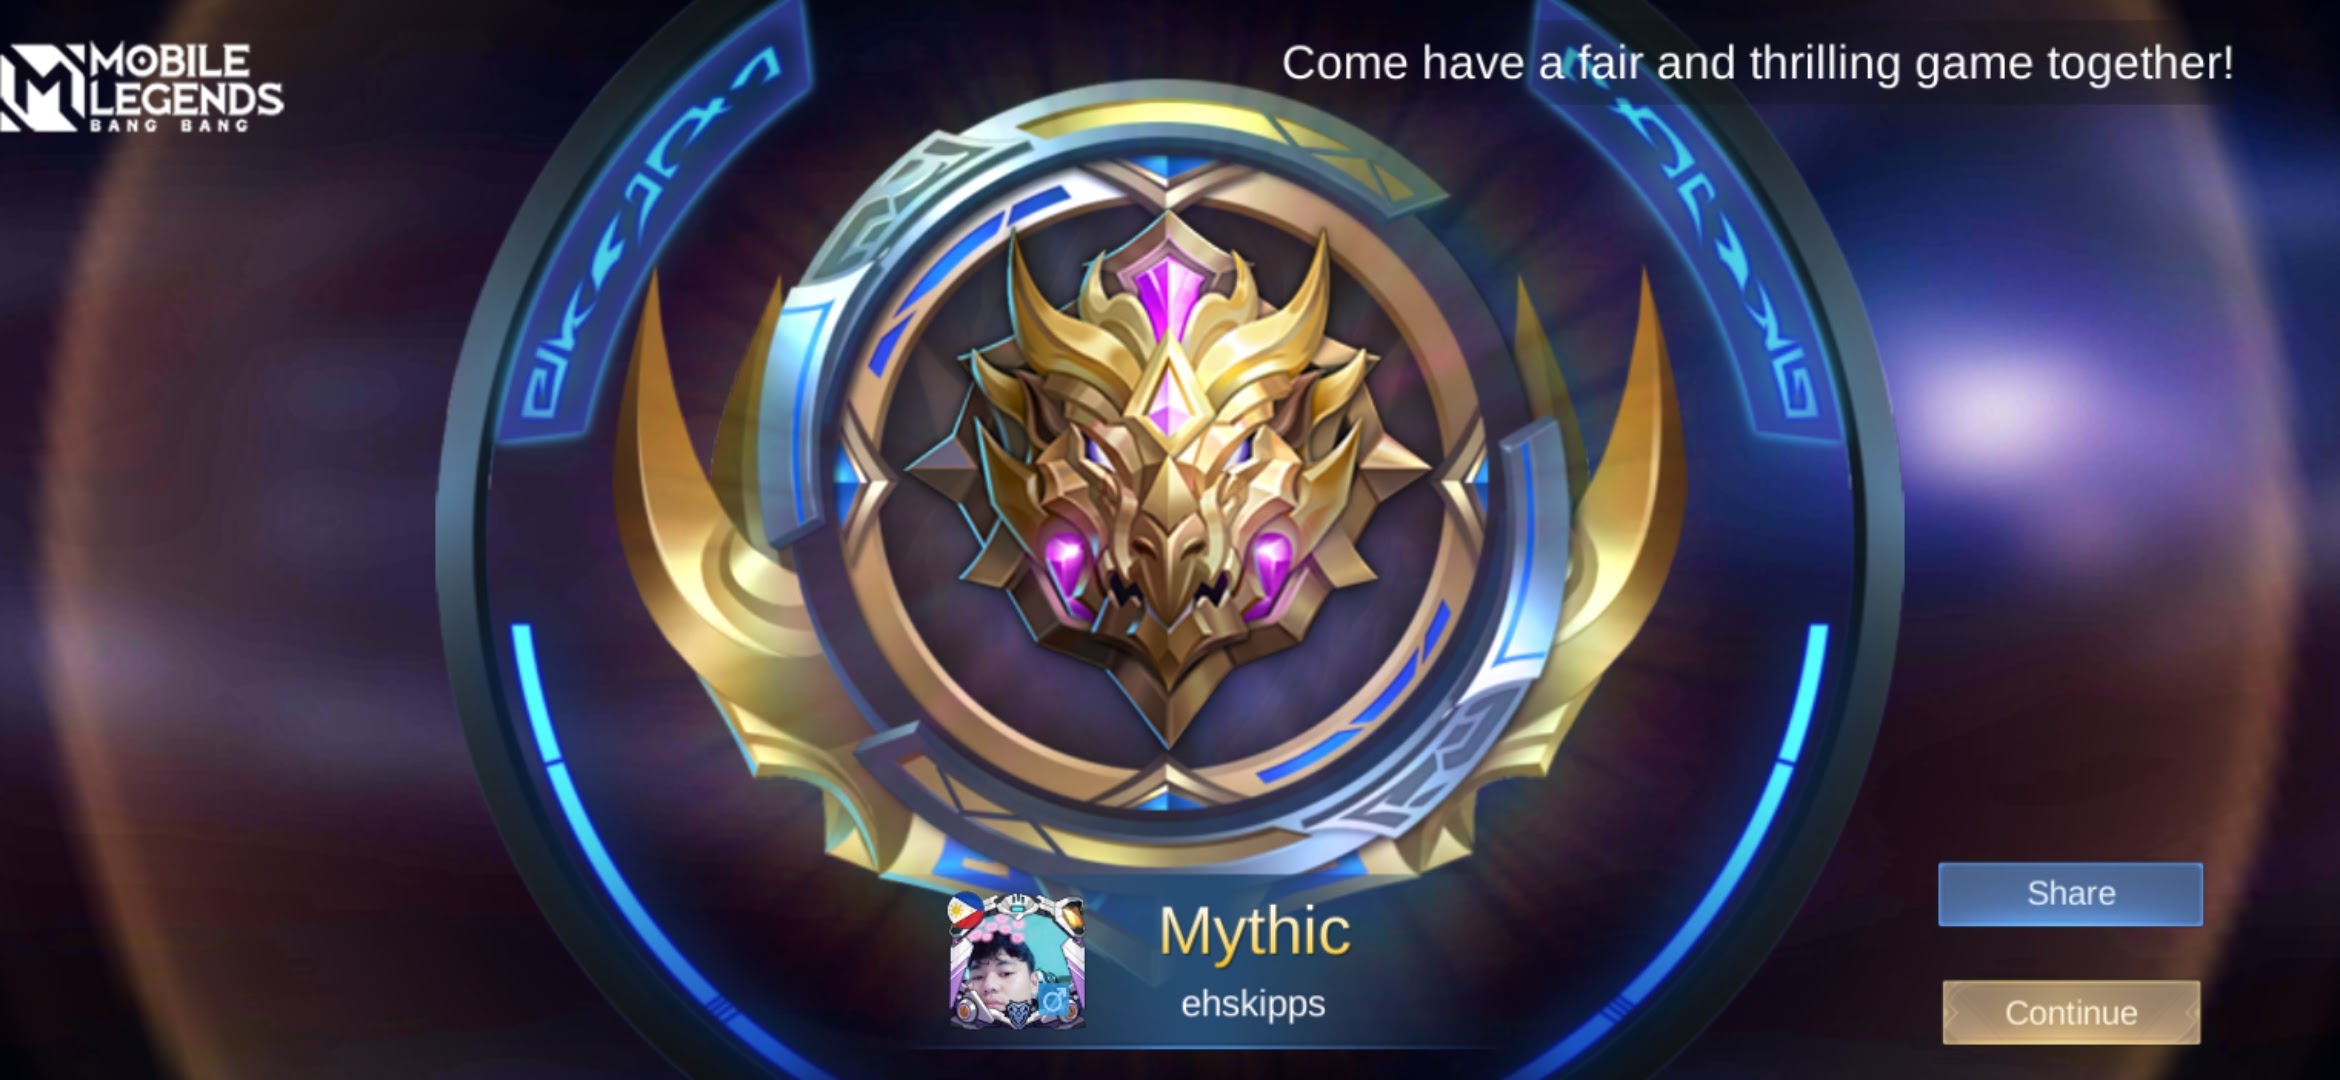 MOBILE
LEGENDS
BANG BANG
Come have a fair and thrilling game together!
Mythic
ehskipps
Share
Continue